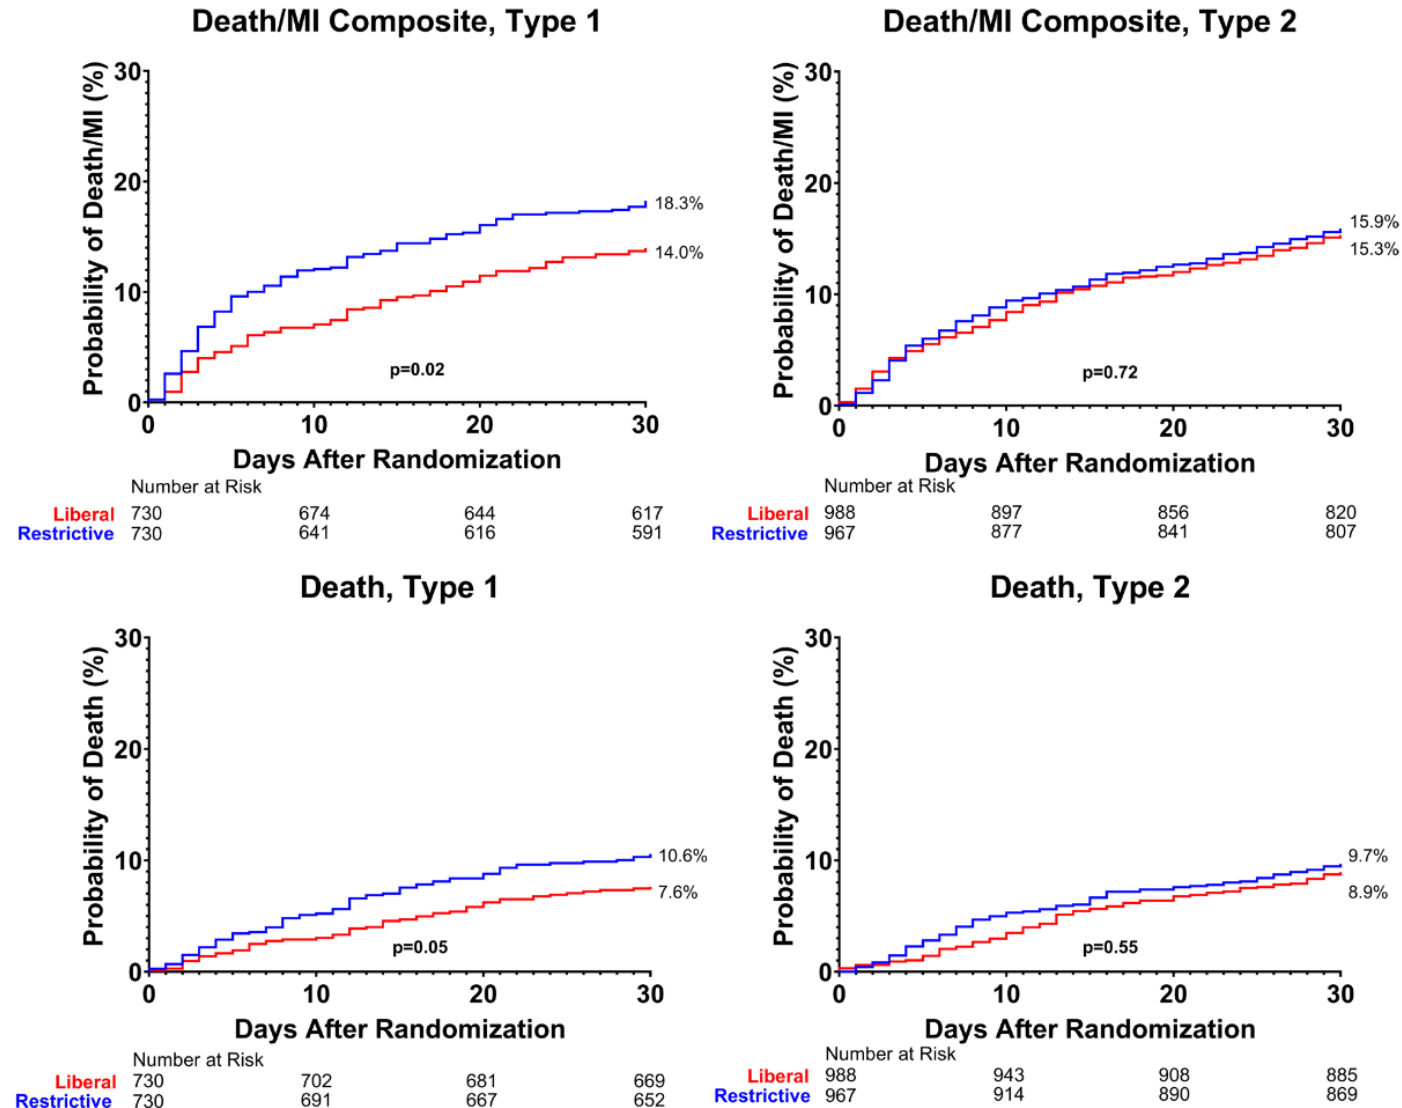 Death/MI Composite, Type 1
Probability of Death/MI (%)
30
20
10
0
18.3%
14.0%
p=0.02
0 10 20 30
Days After Randomization
Number at Risk
Liberal 730 674 644 617
Restrictive 730 641 616 591
Death/MI Composite, Type 2
Probability of Death/MI (%)
30
20
10
0
15.9%
15.3%
p=0.72
0 10 20 30
Days After Randomization
Number at Risk
Liberal 988 897 856 820
Restrictive 967 877 841 807
Death, Type 1
Probability of Death (%)
30
20
10
0
10.6%
7.6%
p=0.05
0 10 20 30
Days After Randomization
Number at Risk
Liberal 730 702 681 669
Restrictive 730 691 667 652
Death, Type 2
Probability of Death (%)
30
20
10
0
9.7%
8.9%
p=0.55
0 10 20 30
Days After Randomization
Number at Risk
Liberal 988 943 908 885
Restrictive 967 914 890 869